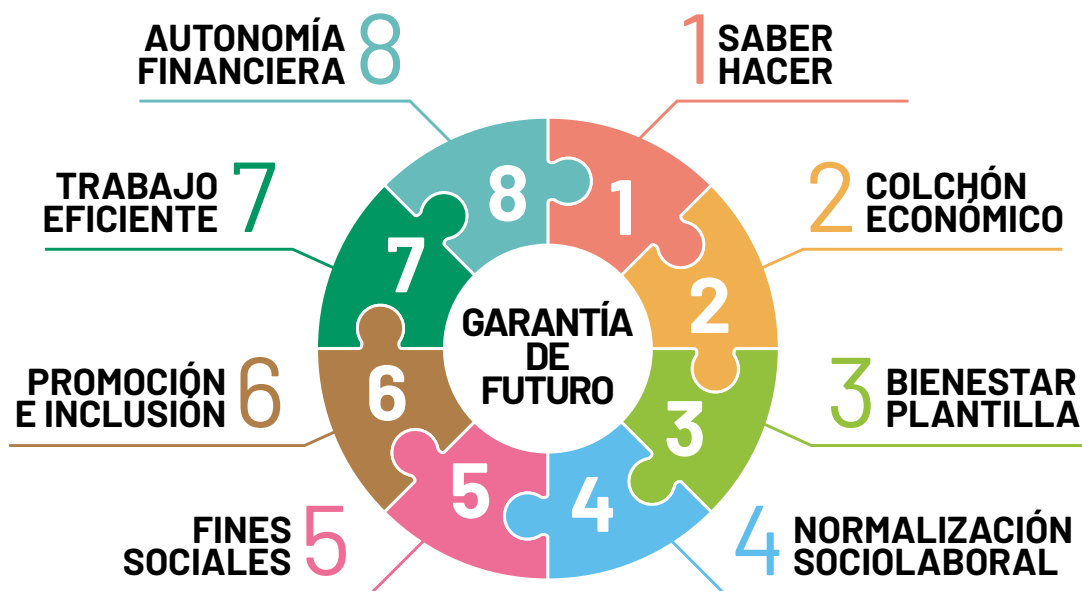 1 SABER
HACER
2 COLCHÓN
ECONÓMICO
3 BIENESTAR
PLANTILLA
4 NORMALIZACIÓN
SOCIOLABORAL
5 FINES
SOCIALES
6 PROMOCIÓN
E INCLUSIÓN
7 TRABAJO
EFICIENTE
8 AUTONOMÍA
FINANCIERA
1
2
3
4
5
6
7
8
GARANTÍA
DE
FUTURO